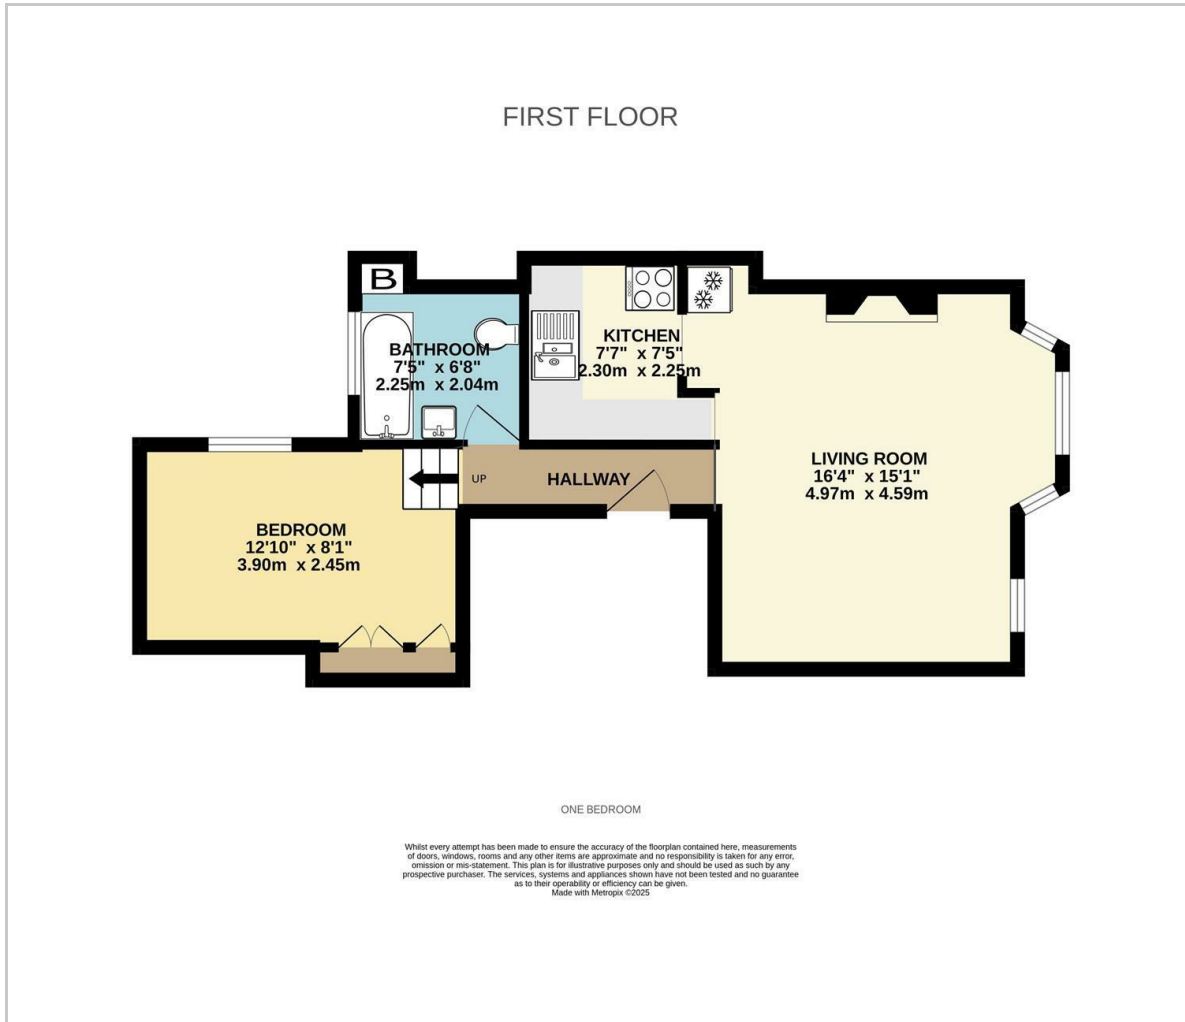 FIRST FLOOR
B
BATHROOM
7'5" x 6'8"
2.25m x 2.04m
KITCHEN
7'7" x 7'5"
2.30m x 2.25m
LIVING ROOM
16'4" x 15'1"
4.97m x 4.59m
UP
HALLWAY
BEDROOM
12'10" x 8'1"
3.90m x 2.45m
ONE BEDROOM
Whilst every attempt has been made to ensure the accuracy of the floorplan contained here, measurements
of doors, windows, rooms and any other items are approximate and no responsibility is taken for any error,
omission or mis-statement. This plan is for illustrative purposes only and should be used as such by any
prospective purchaser. The services, systems and appliances shown have not been tested and no guarantee
as to their operability or efficiency can be given.
Made with Metropix ©2025